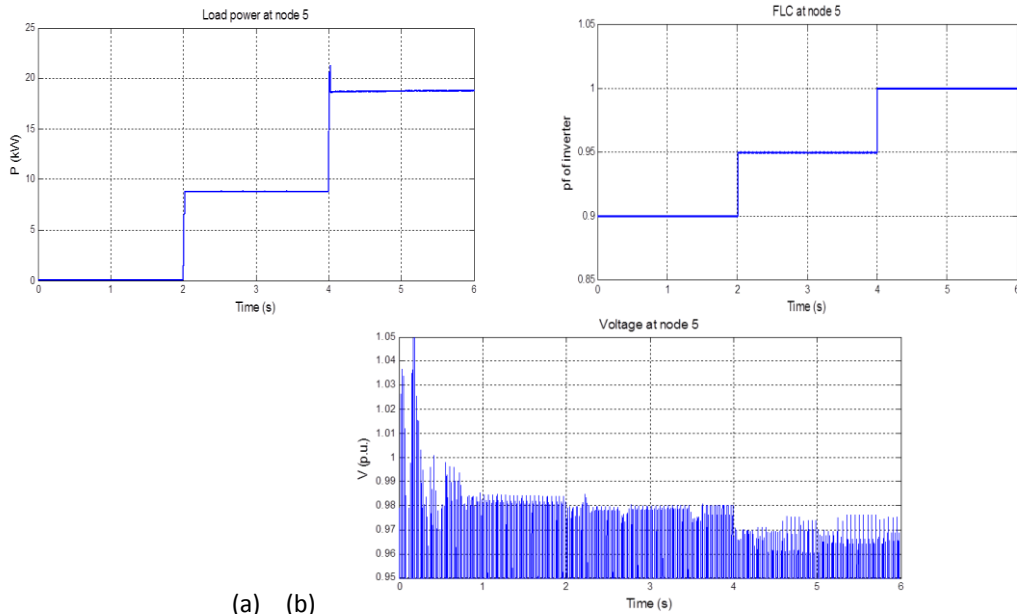 Load power at node 5
25
20
15
10
5
0
P (kW)
0 1 2 3 4 5 6
Time (s)
FLC at node 5
1.05
1
0.95
0.9
0.85
pf of inverter
0 1 2 3 4 5 6
Time (s)
Voltage at node 5
1.05
1.04
1.03
1.02
1.01
1
0.99
0.98
0.97
0.96
0.95
V (p.u.)
0 1 2 3 4 5 6
Time (s)
(a) (b)